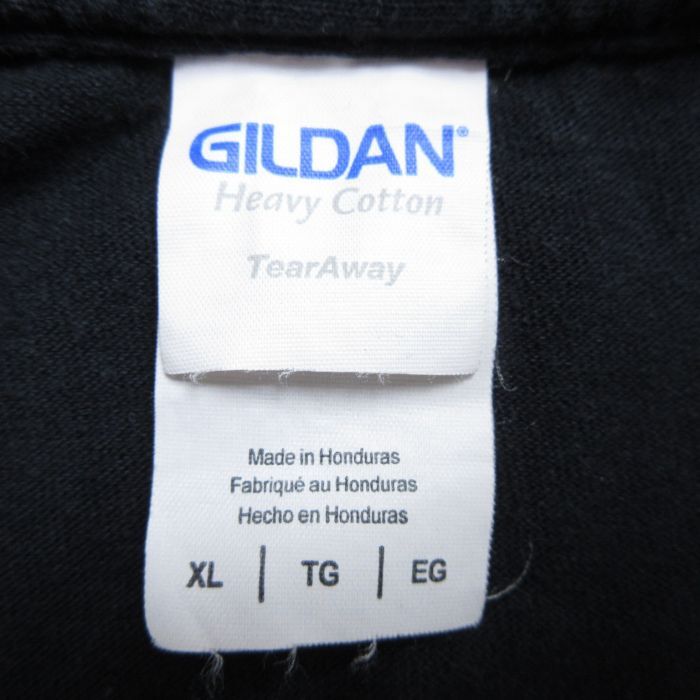 GILDAN®
Heavy Cotton
TearAway
Made in Honduras
Fabriqué au Honduras
Hecho en Honduras
XL | TG | EG